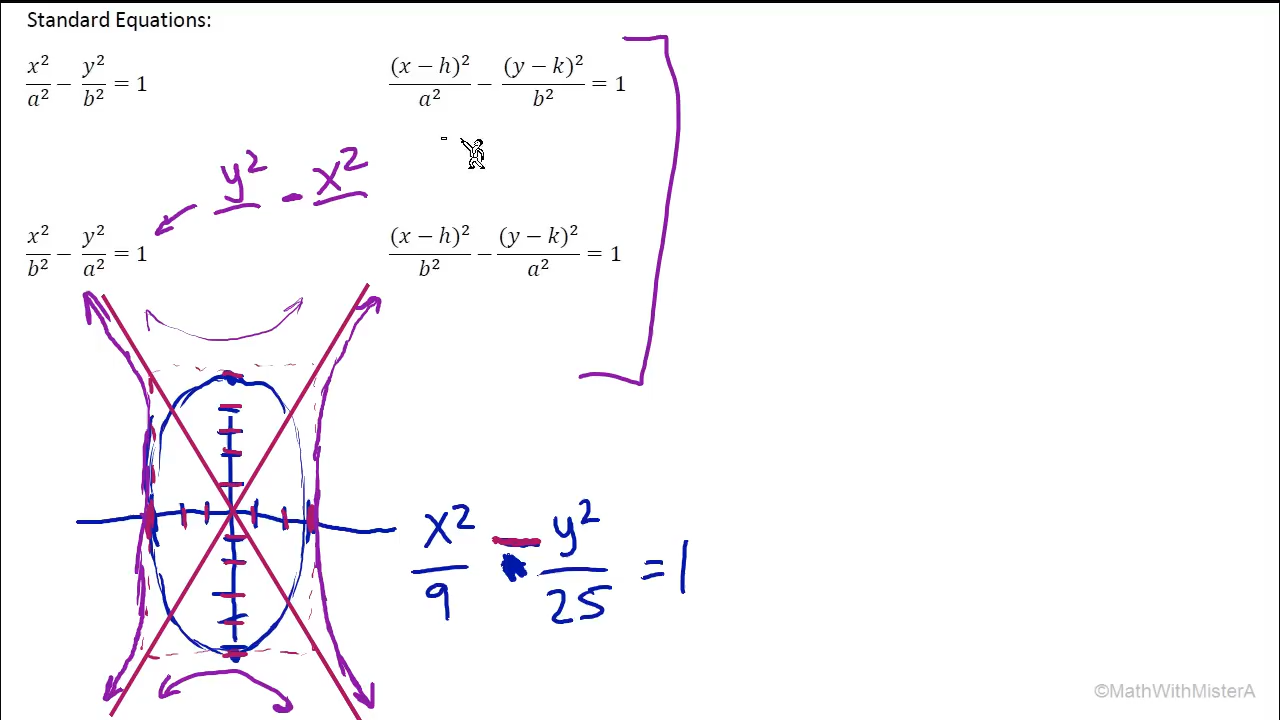 Standard Equations:
x²/a² − y²/b² = 1
(x − h)²/a² − (y − k)²/b² = 1
y² - x²
x²/b² − y²/a² = 1
(x − h)²/b² − (y − k)²/a² = 1
x²/9 - y²/25 = 1
©MathWithMisterA